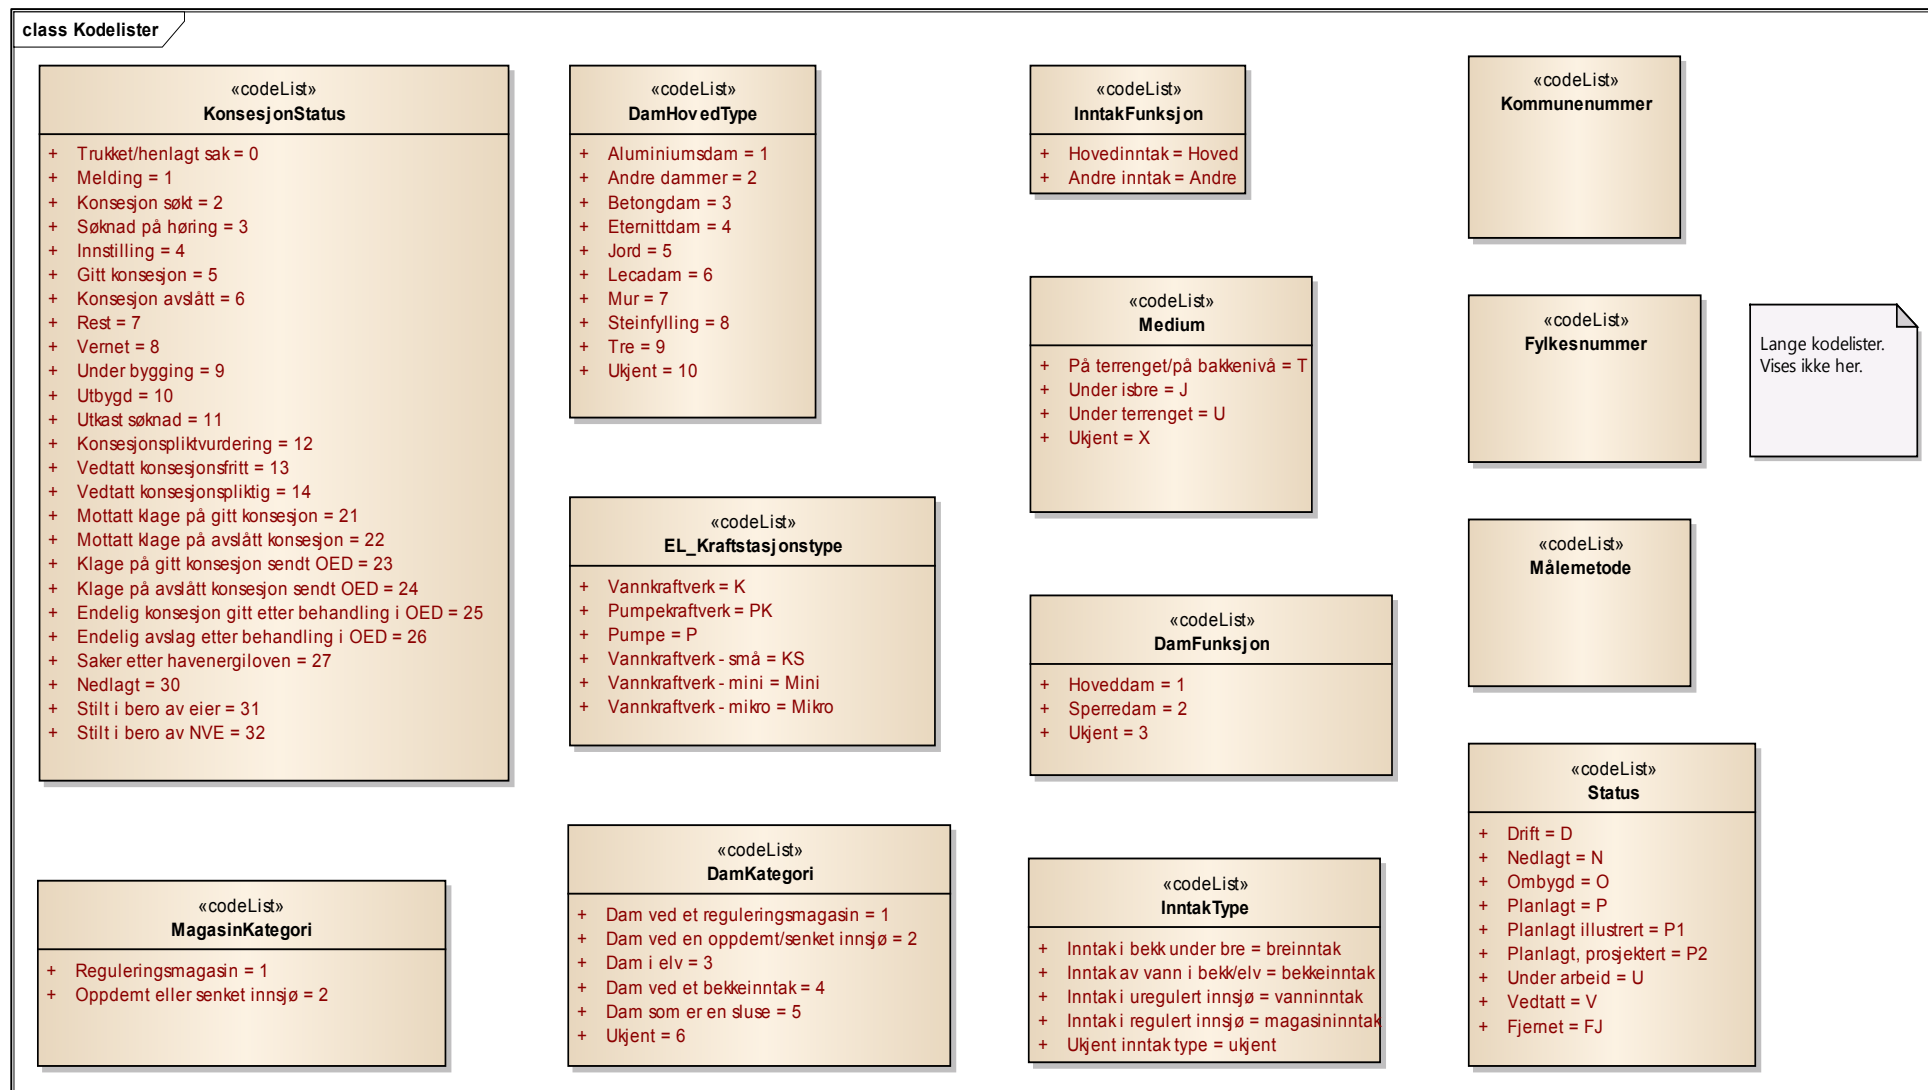 class Kodelister
«codeList»
KonsesjonStatus
+ Trukket/henlagt sak = 0
+ Melding = 1
+ Konsesjon søkt = 2
+ Søknad på høring = 3
+ Innstilling = 4
+ Gitt konsesjon = 5
+ Konsesjon avslått = 6
+ Rest = 7
+ Vernet = 8
+ Under bygging = 9
+ Utbygd = 10
+ Utkast søknad = 11
+ Konsesjonspliktvurdering = 12
+ Vedtatt konsesjonsfritt = 13
+ Vedtatt konsesjonspliktig = 14
+ Mottatt klage på gitt konsesjon = 21
+ Mottatt klage på avslått konsesjon = 22
+ Klage på gitt konsesjon sendt OED = 23
+ Klage på avslått konsesjon sendt OED = 24
+ Endelig konsesjon gitt etter behandling i OED = 25
+ Endelig avslag etter behandling i OED = 26
+ Saker etter havenergiloven = 27
+ Nedlagt = 30
+ Stilt i bero av eier = 31
+ Stilt i bero av NVE = 32
«codeList»
MagasinKategori
+ Reguleringsmagasin = 1
+ Oppdemt eller senket innsjø = 2
«codeList»
DamHovedType
+ Aluminiumsdam = 1
+ Andre dammer = 2
+ Betongdam = 3
+ Eternittdam = 4
+ Jord = 5
+ Lecadam = 6
+ Mur = 7
+ Steinfylling = 8
+ Tre = 9
+ Ukjent = 10
«codeList»
EL_Kraftstasjonstype
+ Vannkraftverk = K
+ Pumpekraftverk = PK
+ Pumpe = P
+ Vannkraftverk - små = KS
+ Vannkraftverk - mini = Mini
+ Vannkraftverk - mikro = Mikro
«codeList»
DamKategori
+ Dam ved et reguleringsmagasin = 1
+ Dam ved en oppdemt/senket innsjø = 2
+ Dam i elv = 3
+ Dam ved et bekkeinntak = 4
+ Dam som er en sluse = 5
+ Ukjent = 6
«codeList»
InntakFunksjon
+ Hovedinntak = Hoved
+ Andre inntak = Andre
«codeList»
Medium
+ På terrenget/på bakkenivå = T
+ Under isbre = J
+ Under terrenget = U
+ Ukjent = X
«codeList»
DamFunksjon
+ Hoveddam = 1
+ Sperredam = 2
+ Ukjent = 3
«codeList»
InntakType
+ Inntak i bekk under bre = breinntak
+ Inntak av vann i bekk/elv = bekkeinntak
+ Inntak i uregulert innsjø = vanninntak
+ Inntak i regulert innsjø = magasininntak
+ Ukjent inntak type = ukjent
«codeList»
Kommunenummer
«codeList»
Fylkesnummer
Lange kodelister.
Vises ikke her.
«codeList»
Målemetode
«codeList»
Status
+ Drift = D
+ Nedlagt = N
+ Ombygd = O
+ Planlagt = P
+ Planlagt illustrert = P1
+ Planlagt, prosjektert = P2
+ Under arbeid = U
+ Vedtatt = V
+ Fjernet = FJ